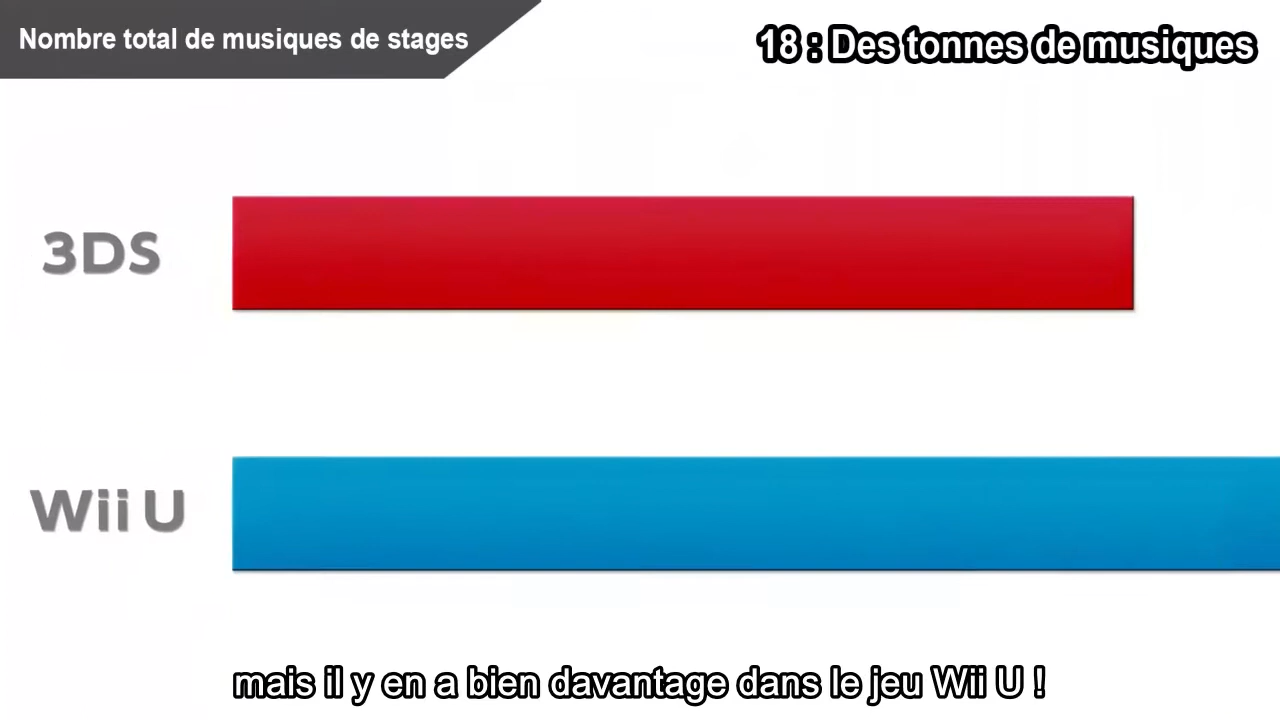 Nombre total de musiques de stages
18 : Des tonnes de musiques
3DS
Wii U
mais il y en a bien davantage dans le jeu Wii U !